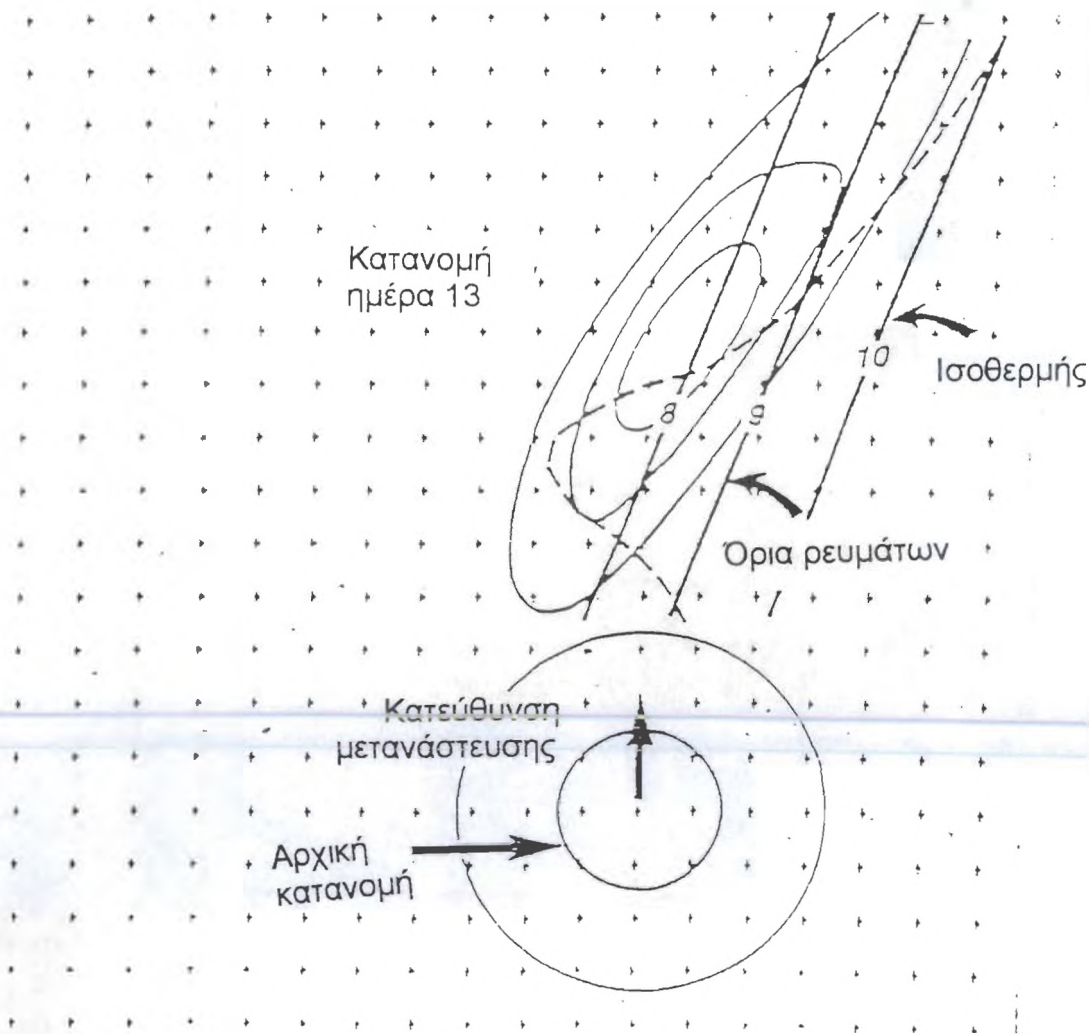 Κατανομή
ημέρα 13
8
9
10
Ισοθερμής
Όρια ρευμάτων
Κατεύθυνση
μετανάστευσης
Αρχική
κατανομή